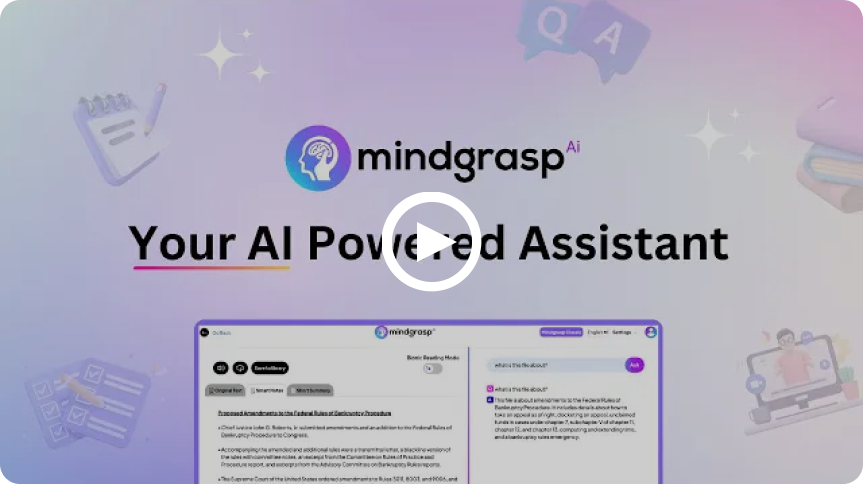 Q A
mindgrasp Ai
Your AI Powered Assistant
Go Back
mindgrasp
English
Settings
Bionic Reading Mode
Original Text
Smart Notes
Short Summary
What is this file about?
Ask
Proposed Amendments to the Federal Rules of Bankruptcy Procedure
What is this file about?
This file is about amendments to the Federal Rules of
Bankruptcy Procedure. It includes details about how to
take an appeal as of right, docketing an appeal, unclaimed
funds in cases under chapter 7, subchapter V of chapter 11,
chapter 12, and chapter 13, computing and extending time,
and a bankruptcy rules emergency.
• Chief Justice John G. Roberts, Jr. submitted amendments and an addition to the Federal Rules of
Bankruptcy Procedure to Congress.
• Accompanying the amended and additional rules were a transmittal letter, a blackline version of
the rules with committee notes, an excerpt from the Committee on Rules of Practice and
Procedure report, and excerpts from the Advisory Committee on Bankruptcy Rules reports.
• The Supreme Court of the United States ordered amendments to Rules 3011, 8003, and 9006, and